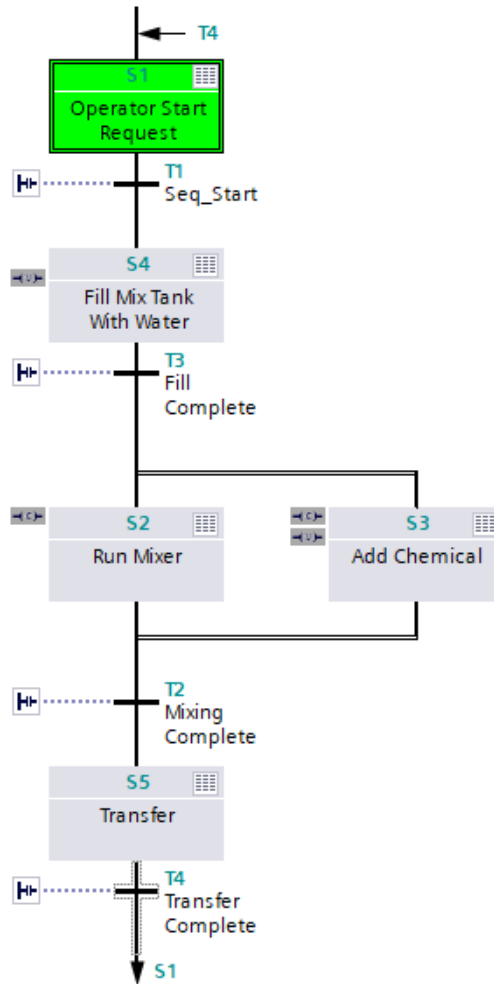 T4
S1
Operator Start
Request
T1
Seq_Start
S4
Fill Mix Tank
With Water
T3
Fill
Complete
S2
Run Mixer
S3
Add Chemical
T2
Mixing
Complete
S5
Transfer
T4
Transfer
Complete
S1